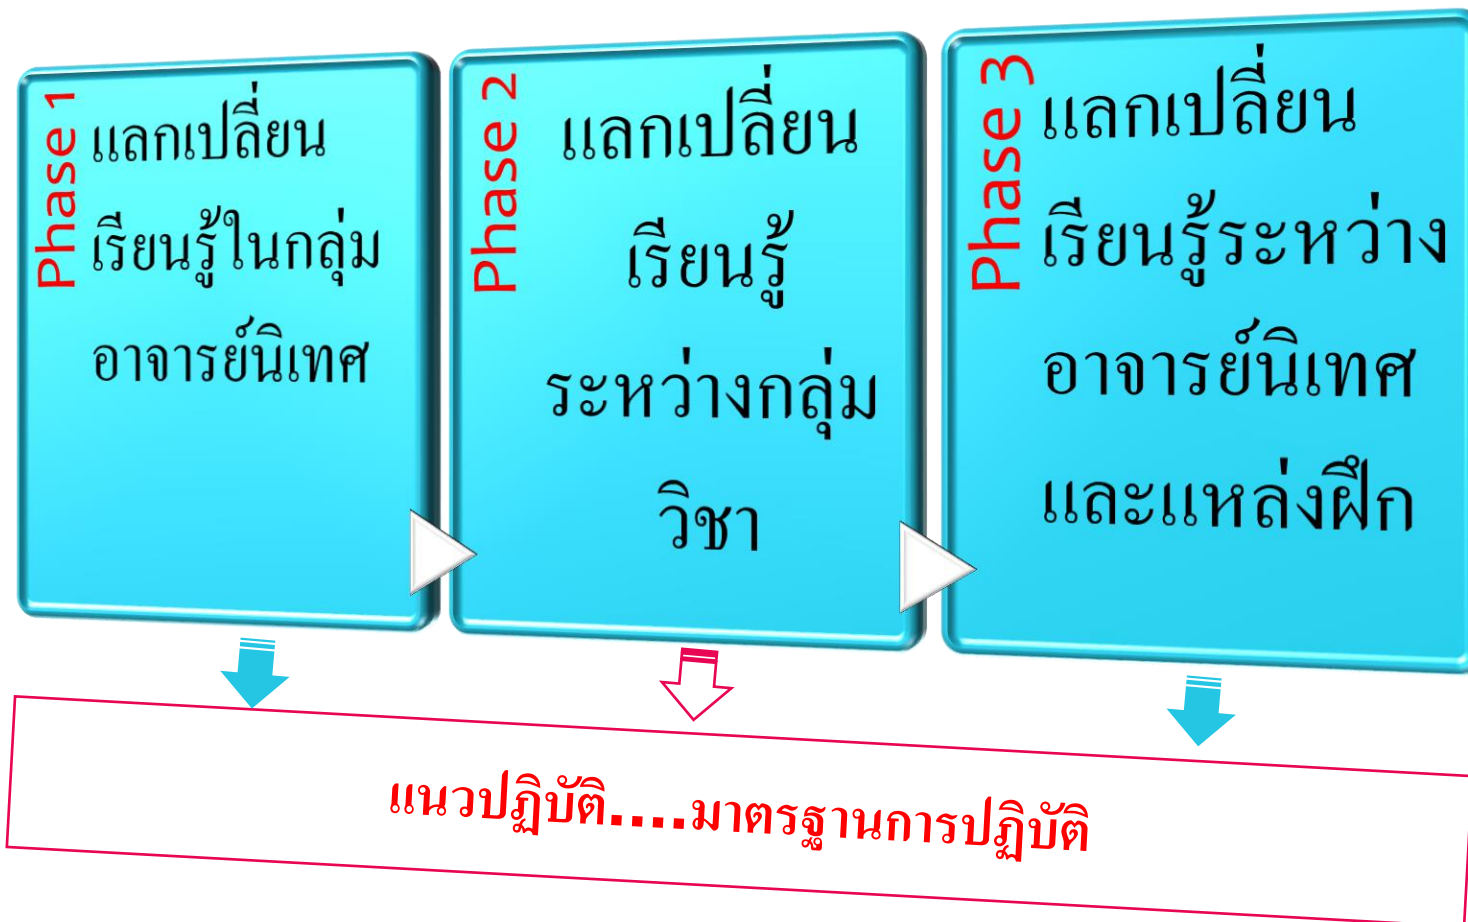 Phase 1
แลกเปลี่ยน
เรียนรู้ในกลุ่ม
อาจารย์นิเทศ
Phase 2
แลกเปลี่ยน
เรียนรู้
ระหว่างกลุ่ม
วิชา
Phase 3
แลกเปลี่ยน
เรียนรู้ระหว่าง
อาจารย์นิเทศ
และแหล่งฝึก
แนวปฏิบัติ....มาตรฐานการปฏิบัติ